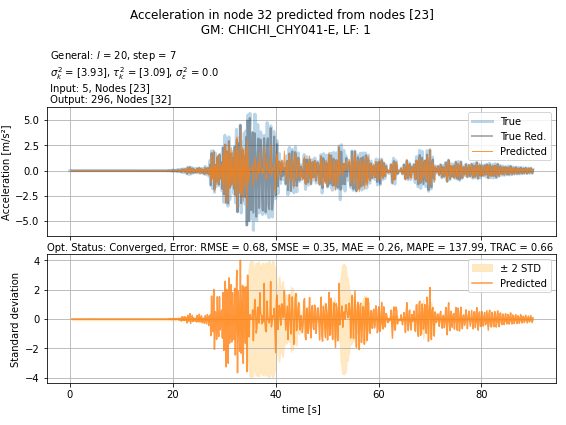 Acceleration in node 32 predicted from nodes [23]
GM: CHICHI_CHY041-E, LF: 1
General: l = 20, step = 7
σ²ₖ = [3.93], τ²ₖ = [3.09], σ²ε = 0.0
Input: 5, Nodes [23]
Output: 296, Nodes [32]
Acceleration [m/s²]
5.0
2.5
0.0
−2.5
−5.0
True
True Red.
Predicted
Opt. Status: Converged, Error: RMSE = 0.68, SMSE = 0.35, MAE = 0.26, MAPE = 137.99, TRAC = 0.66
Standard deviation
4
2
0
−2
−4
± 2 STD
Predicted
0
20
40
60
80
time [s]